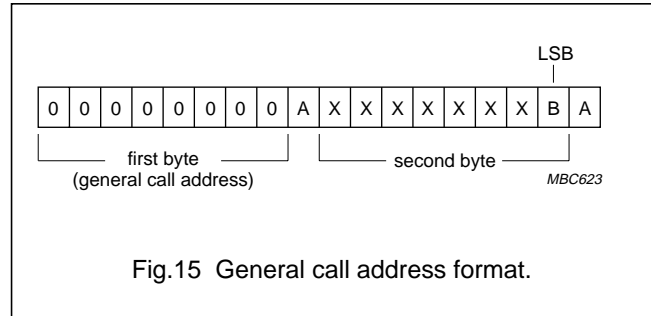 LSB
0 0 0 0 0 0 0 0 A X X X X X X X B A
first byte
(general call address)
second byte
MBC623
Fig.15 General call address format.